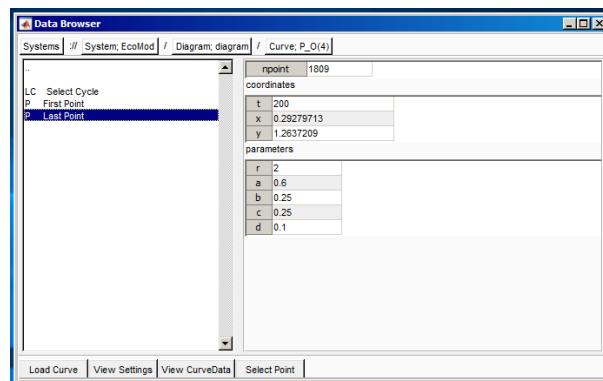 Data Browser
Systems :// System; EcoMod / Diagram; diagram / Curve; P_O(4)
..
LC Select Cycle
P First Point
P Last Point
npoint 1809
coordinates
t 200
x 0.29279713
y 1.2637209
parameters
r 2
a 0.6
b 0.25
c 0.25
d 0.1
Load Curve View Settings View CurveData Select Point